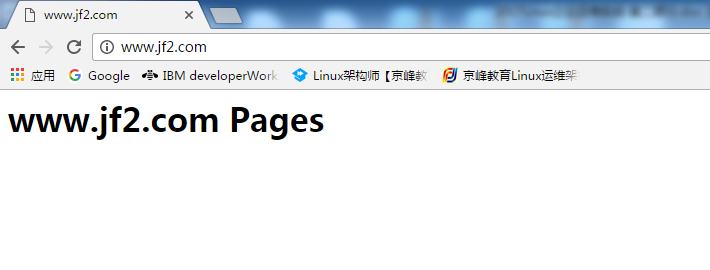 www.jf2.com
www.jf2.com
应用 Google IBM developerWork Linux架构师【京峰教 京峰教育Linux运维架
www.jf2.com Pages